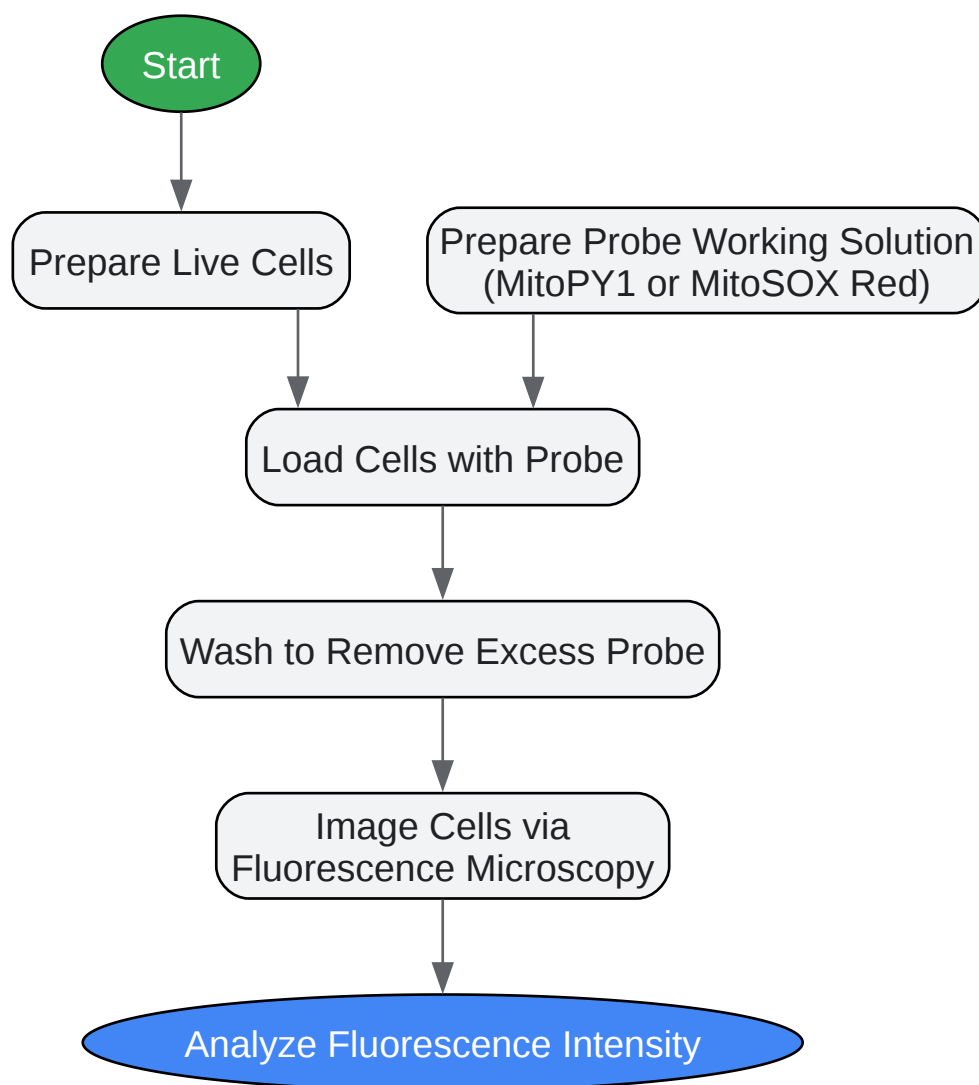 Start
Prepare Live Cells
Prepare Probe Working Solution
(MitoPY1 or MitoSOX Red)
Load Cells with Probe
Wash to Remove Excess Probe
Image Cells via
Fluorescence Microscopy
Analyze Fluorescence Intensity